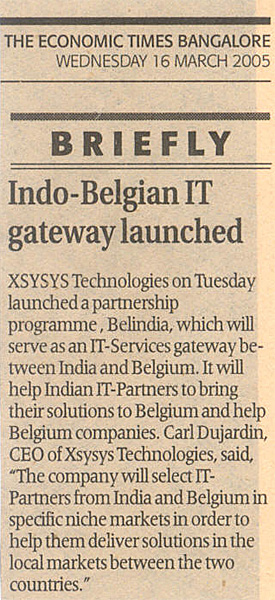 THE ECONOMIC TIMES BANGALORE
WEDNESDAY 16 MARCH 2005
BRIEFLY
Indo-Belgian IT
gateway launched
XSYSYS Technologies on Tuesday
launched a partnership
programme , Belindia, which will
serve as an IT-Services gateway be-
tween India and Belgium. It will
help Indian IT-Partners to bring
their solutions to Belgium and help
Belgium companies. Carl Dujardin,
CEO of Xsysys Technologies, said,
“The company will select IT-
Partners from India and Belgium in
specific niche markets in order to
help them deliver solutions in the
local markets between the two
countries.”